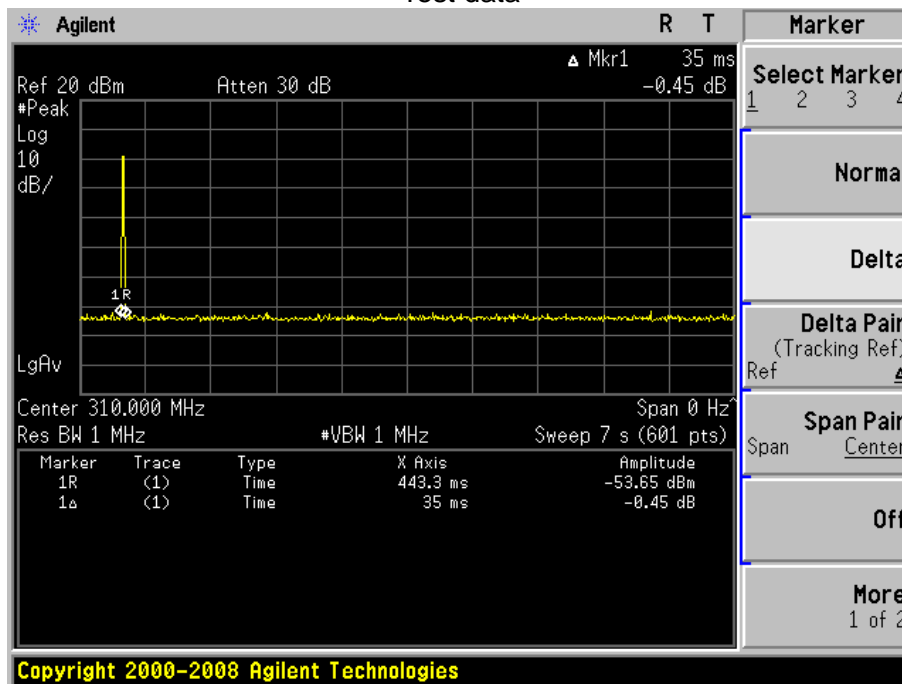 Agilent R T Marker
▵ Mkr1 35 ms
Ref 20 dBm Atten 30 dB −0.45 dB
#Peak
Log
10
dB/
1R
LgAv
Center 310.000 MHz Span 0 Hz^
Res BW 1 MHz #VBW 1 MHz Sweep 7 s (601 pts)
Marker Trace Type X Axis Amplitude
1R (1) Time 443.3 ms −53.65 dBm
1▵ (1) Time 35 ms −0.45 dB
Select Marker
1 2 3 4
Norma
Delta
Delta Pair
(Tracking Ref)
Ref ▵
Span Pair
Span Center
Off
More
1 of 2
Copyright 2000–2008 Agilent Technologies